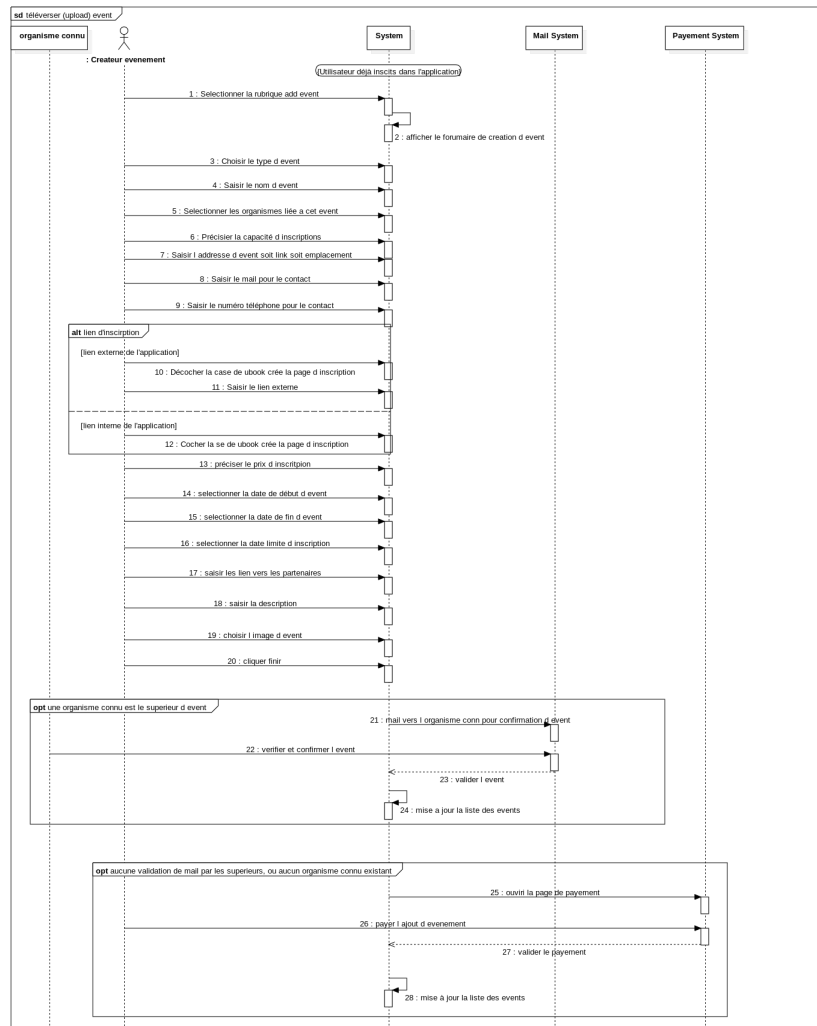 sd téléverser (upload) event
organisme connu
: Createur evenement
System
Mail System
Payement System
{Utilisateur déjà inscits dans l'application}
1 : Selectionner la rubrique add event
2 : afficher le forumaire de creation d event
3 : Choisir le type d event
4 : Saisir le nom d event
5 : Selectionner les organismes liée a cet event
6 : Précisier la capacité d inscriptions
7 : Saisir l addresse d event soit link soit emplacement
8 : Saisir le mail pour le contact
9 : Saisir le numéro téléphone pour le contact
alt lien d'inscirption
[lien externe de l'application]
10 : Décocher la case de ubook crée la page d inscription
11 : Saisir le lien externe
[lien interne de l'application]
12 : Cocher la se de ubook crée la page d inscription
13 : préciser le prix d inscritpion
14 : selectionner la date de début d event
15 : selectionner la date de fin d event
16 : selectionner la date limite d inscription
17 : saisir les lien vers les partenaires
18 : saisir la description
19 : choisir l image d event
20 : cliquer finir
opt une organisme connu est le superieur d event
21 : mail vers l organisme conn pour confirmation d event
22 : verifier et confirmer l event
23 : valider l event
24 : mise a jour la liste des events
opt aucune validation de mail par les superieurs, ou aucun organisme connu existant
25 : ouviri la page de payement
26 : payer l ajout d evenement
27 : valider le payement
28 : mise à jour la liste des events